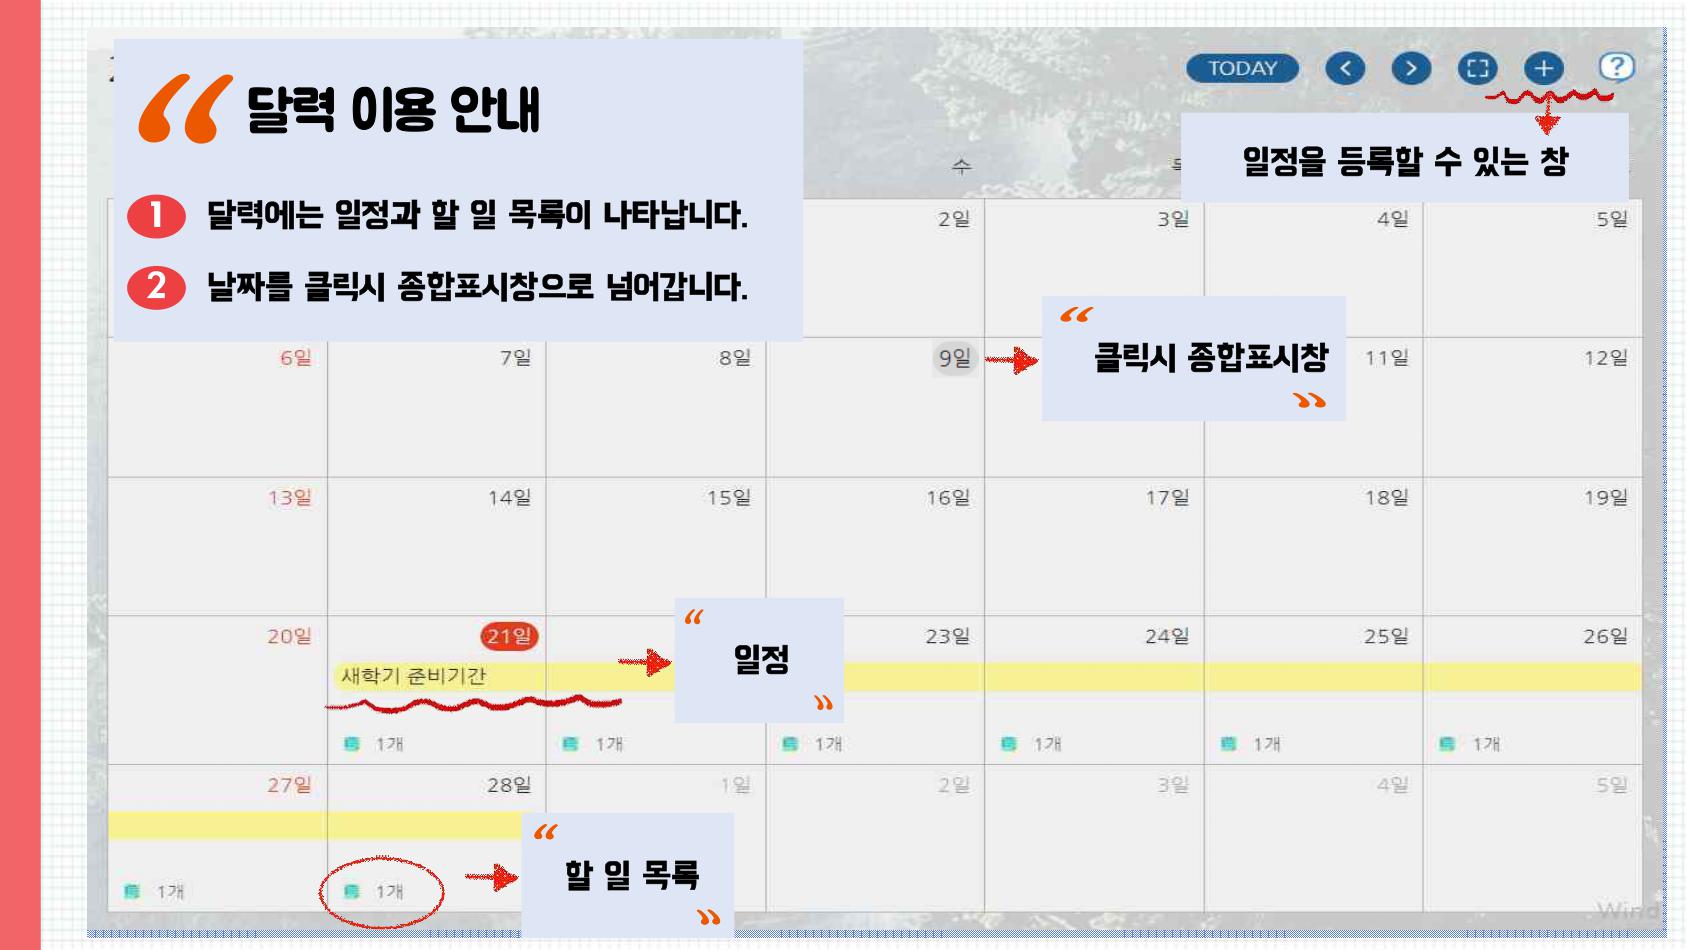 “ 달력 이용 안내
1 달력에는 일정과 할 일 목록이 나타납니다.
2 날짜를 클릭시 종합표시창으로 넘어갑니다.
TODAY < > + ?
일정을 등록할 수 있는 창
수
2일 3일 4일 5일
6일 7일 8일 9일 11일 12일
“ 클릭시 종합표시창 ”
13일 14일 15일 16일 17일 18일 19일
20일 21일 23일 24일 25일 26일
새학기 준비기간
“ 일정 ”
1개 1개 1개 1개 1개 1개
27일 28일 1일 2일 3일 4일 5일
“ 할 일 목록 ”
1개 1개